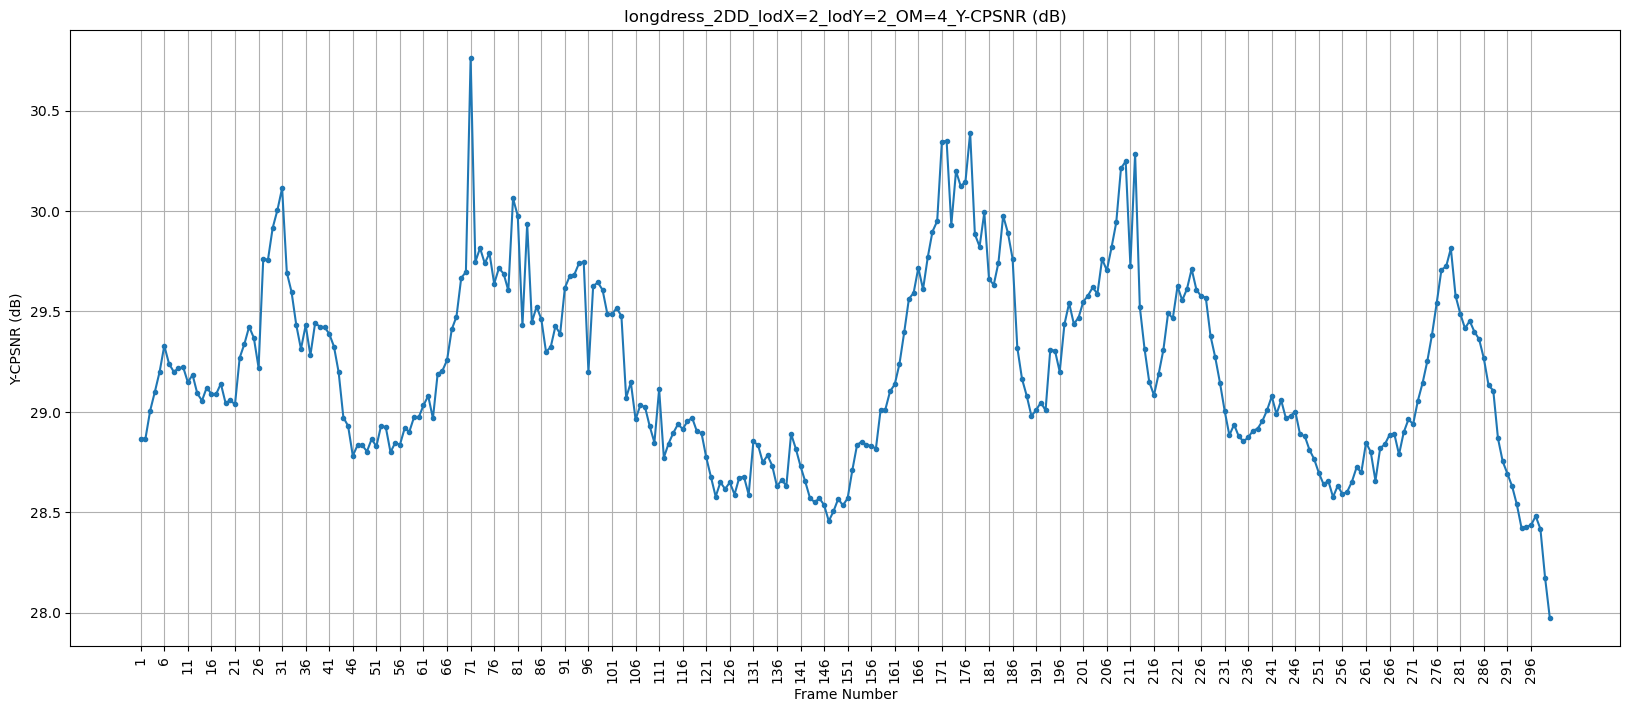 longdress_2DD_lodX=2_lodY=2_OM=4_Y-CPSNR (dB)
Y-CPSNR (dB)
30.5
30.0
29.5
29.0
28.5
28.0
1 6 11 16 21 26 31 36 41 46 51 56 61 66 71 76 81 86 91 96 101 106 111 116 121 126 131 136 141 146 151 156 161 166 171 176 181 186 191 196 201 206 211 216 221 226 231 236 241 246 251 256 261 266 271 276 281 286 291 296
Frame Number